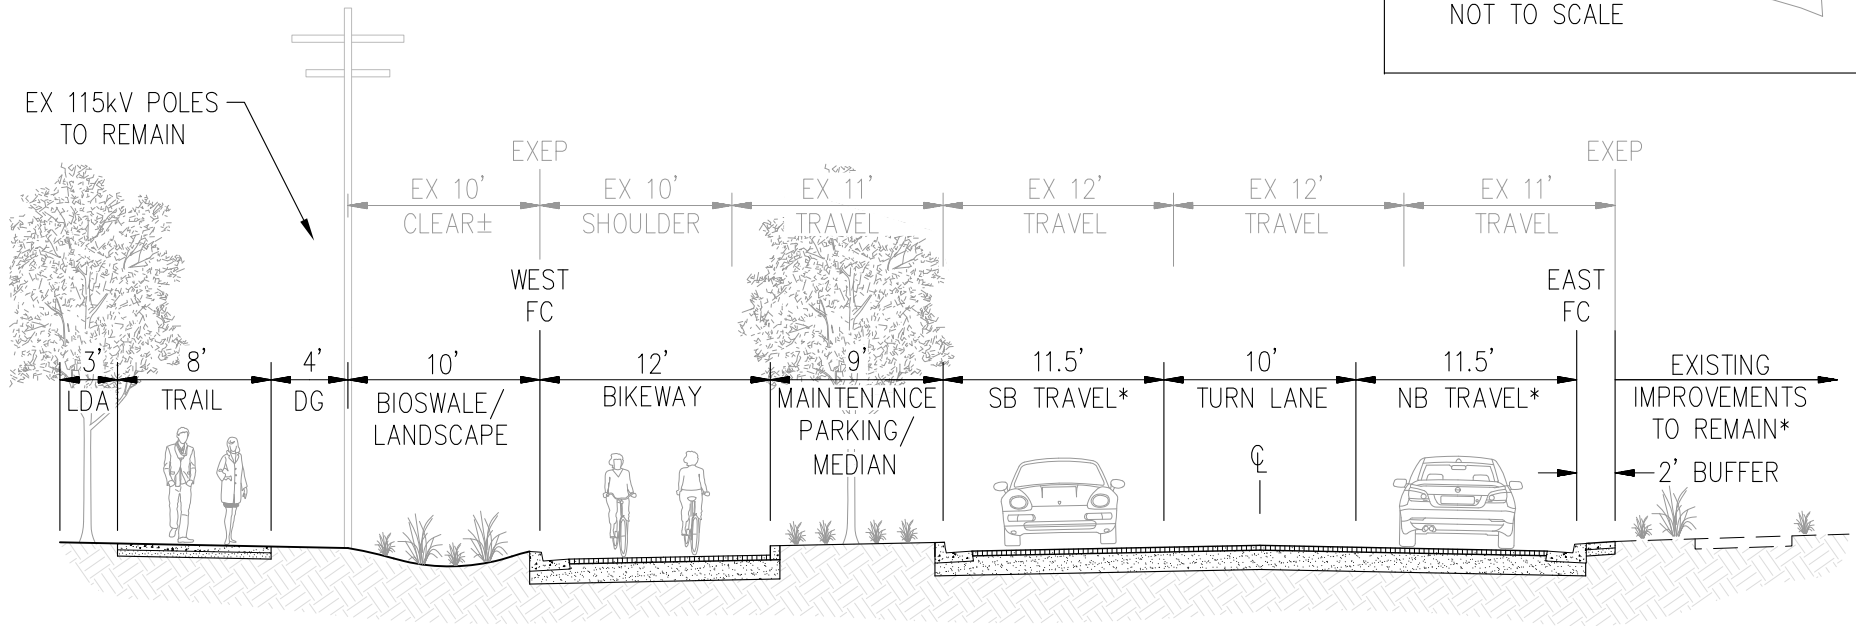 NOT TO SCALE
EX 115kV POLES
TO REMAIN
EXEP
EXEP
EX 10'
CLEAR±
EX 10'
SHOULDER
EX 11'
TRAVEL
EX 12'
TRAVEL
EX 12'
TRAVEL
EX 11'
TRAVEL
WEST
FC
EAST
FC
3'
LDA
8'
TRAIL
4'
DG
10'
BIOSWALE/
LANDSCAPE
12'
BIKEWAY
9'
MAINTENANCE
PARKING/
MEDIAN
11.5'
SB TRAVEL*
10'
TURN LANE
℄
11.5'
NB TRAVEL*
EXISTING
IMPROVEMENTS
TO REMAIN*
2' BUFFER